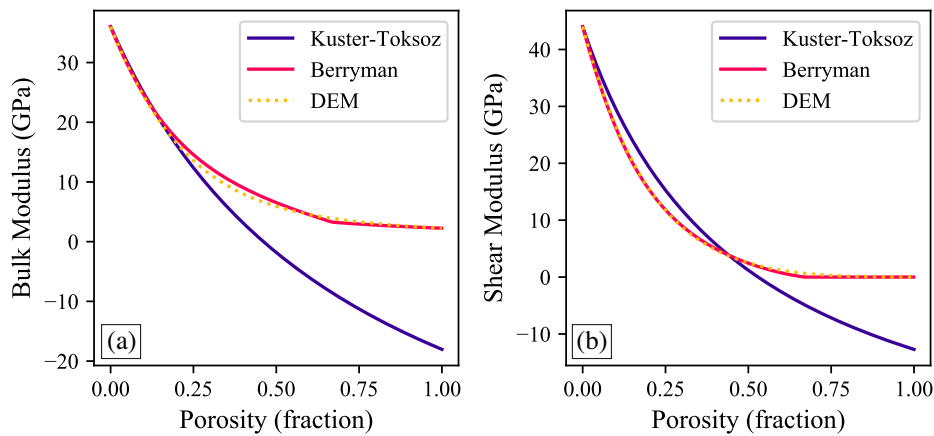 Bulk Modulus (GPa)
30
20
10
0
−10
−20
Kuster-Toksoz
Berryman
DEM
(a)
0.00 0.25 0.50 0.75 1.00
Porosity (fraction)
Shear Modulus (GPa)
40
30
20
10
0
−10
Kuster-Toksoz
Berryman
DEM
(b)
0.00 0.25 0.50 0.75 1.00
Porosity (fraction)